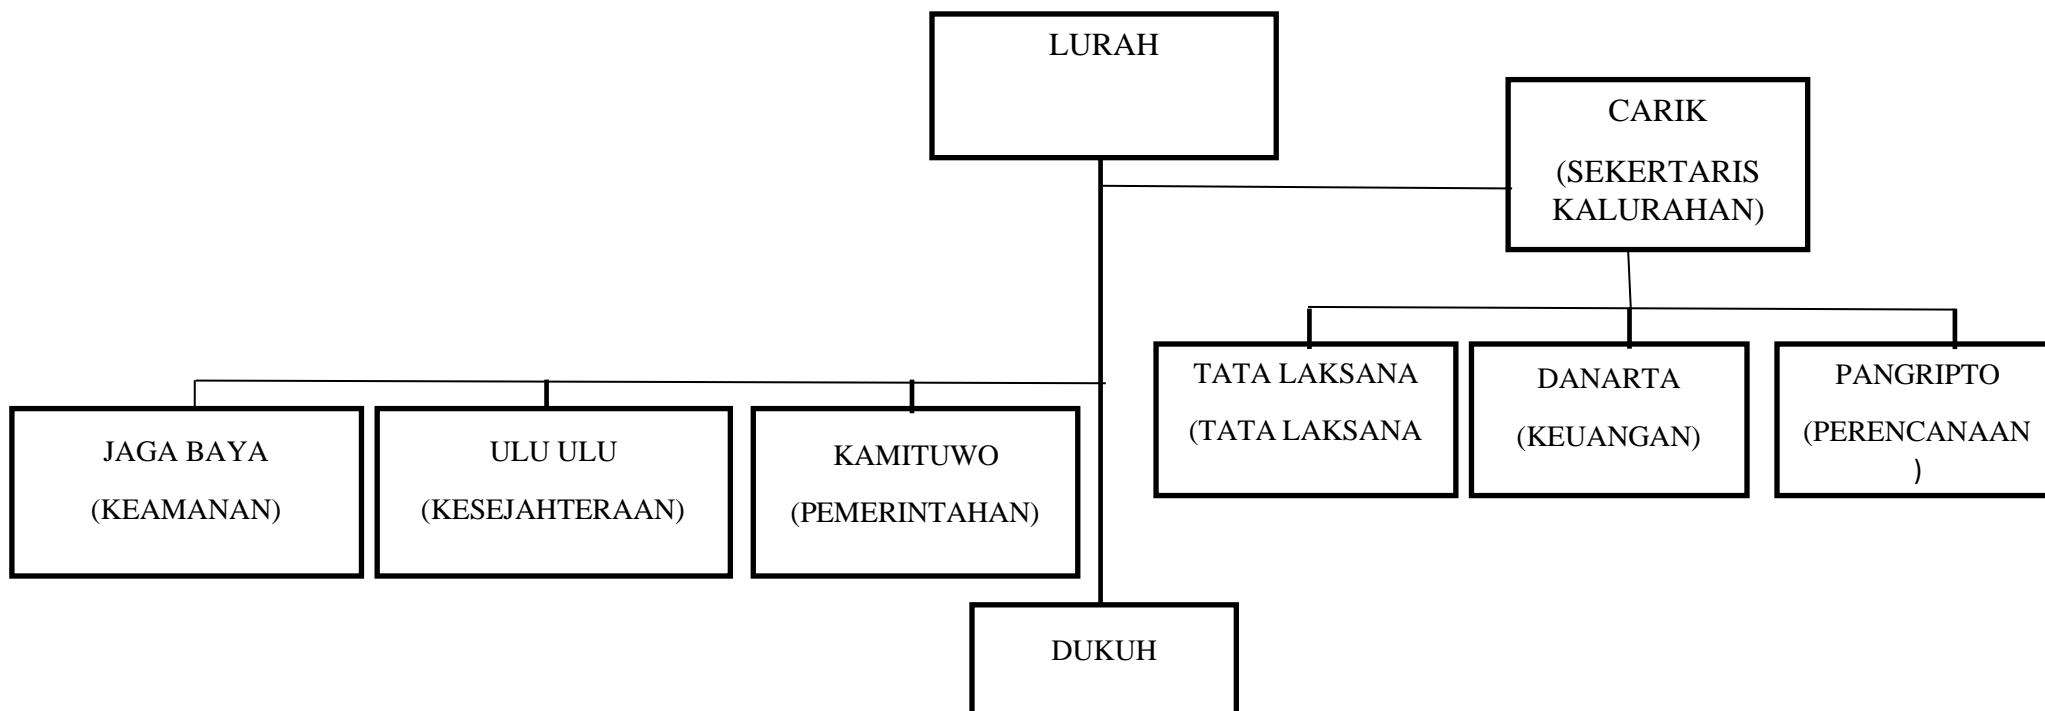 LURAH
CARIK
(SEKERTARIS
KALURAHAN)
TATA LAKSANA
(TATA LAKSANA
DANARTA
(KEUANGAN)
PANGRIPTO
(PERENCANAAN
)
JAGA BAYA
(KEAMANAN)
ULU ULU
(KESEJAHTERAAN)
KAMITUWO
(PEMERINTAHAN)
DUKUH